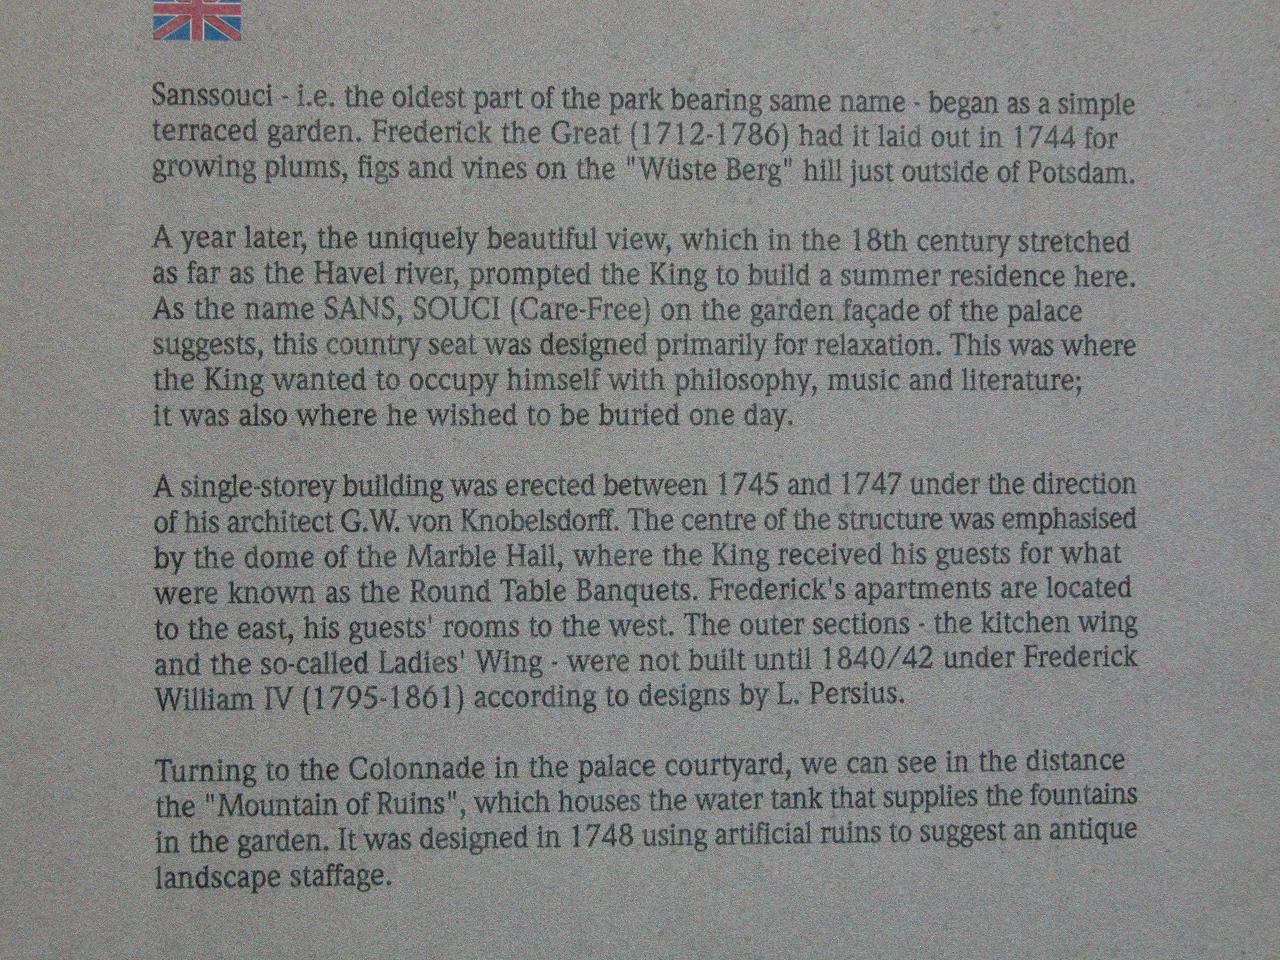 Sanssouci - i.e. the oldest part of the park bearing same name - began as a simple
terraced garden. Frederick the Great (1712-1786) had it laid out in 1744 for
growing plums, figs and vines on the "Wüste Berg" hill just outside of Potsdam.
A year later, the uniquely beautiful view, which in the 18th century stretched
as far as the Havel river, prompted the King to build a summer residence here.
As the name SANS, SOUCI (Care-Free) on the garden façade of the palace
suggests, this country seat was designed primarily for relaxation. This was where
the King wanted to occupy himself with philosophy, music and literature;
it was also where he wished to be buried one day.
A single-storey building was erected between 1745 and 1747 under the direction
of his architect G.W. von Knobelsdorff. The centre of the structure was emphasised
by the dome of the Marble Hall, where the King received his guests for what
were known as the Round Table Banquets. Frederick's apartments are located
to the east, his guests' rooms to the west. The outer sections - the kitchen wing
and the so-called Ladies' Wing - were not built until 1840/42 under Frederick
William IV (1795-1861) according to designs by L. Persius.
Turning to the Colonnade in the palace courtyard, we can see in the distance
the "Mountain of Ruins", which houses the water tank that supplies the fountains
in the garden. It was designed in 1748 using artificial ruins to suggest an antique
landscape staffage.